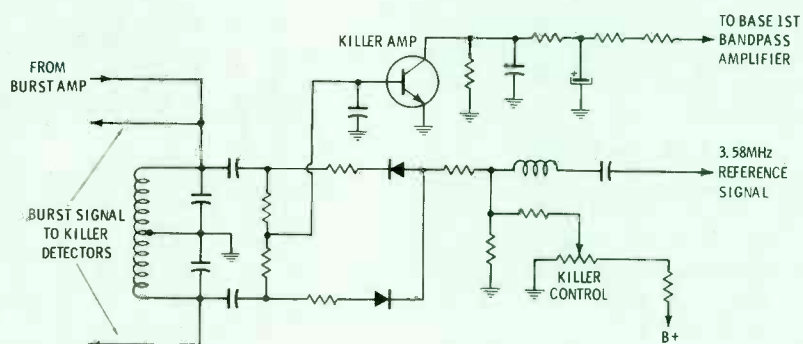 KILLER AMP
TO BASE 1ST
BANDPASS
AMPLIFIER
FROM
BURST AMP
3.58MHz
REFERENCE
SIGNAL
BURST SIGNAL
TO KILLER
DETECTORS
KILLER
CONTROL
B+